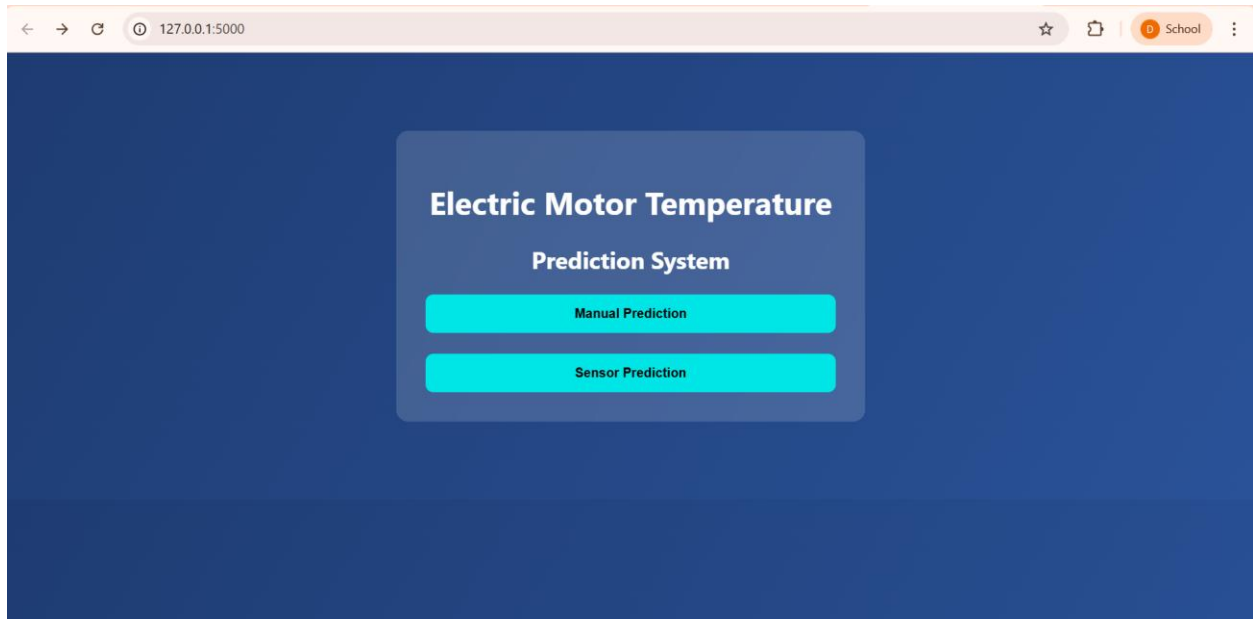 127.0.0.1:5000
D School
Electric Motor Temperature
Prediction System
Manual Prediction
Sensor Prediction